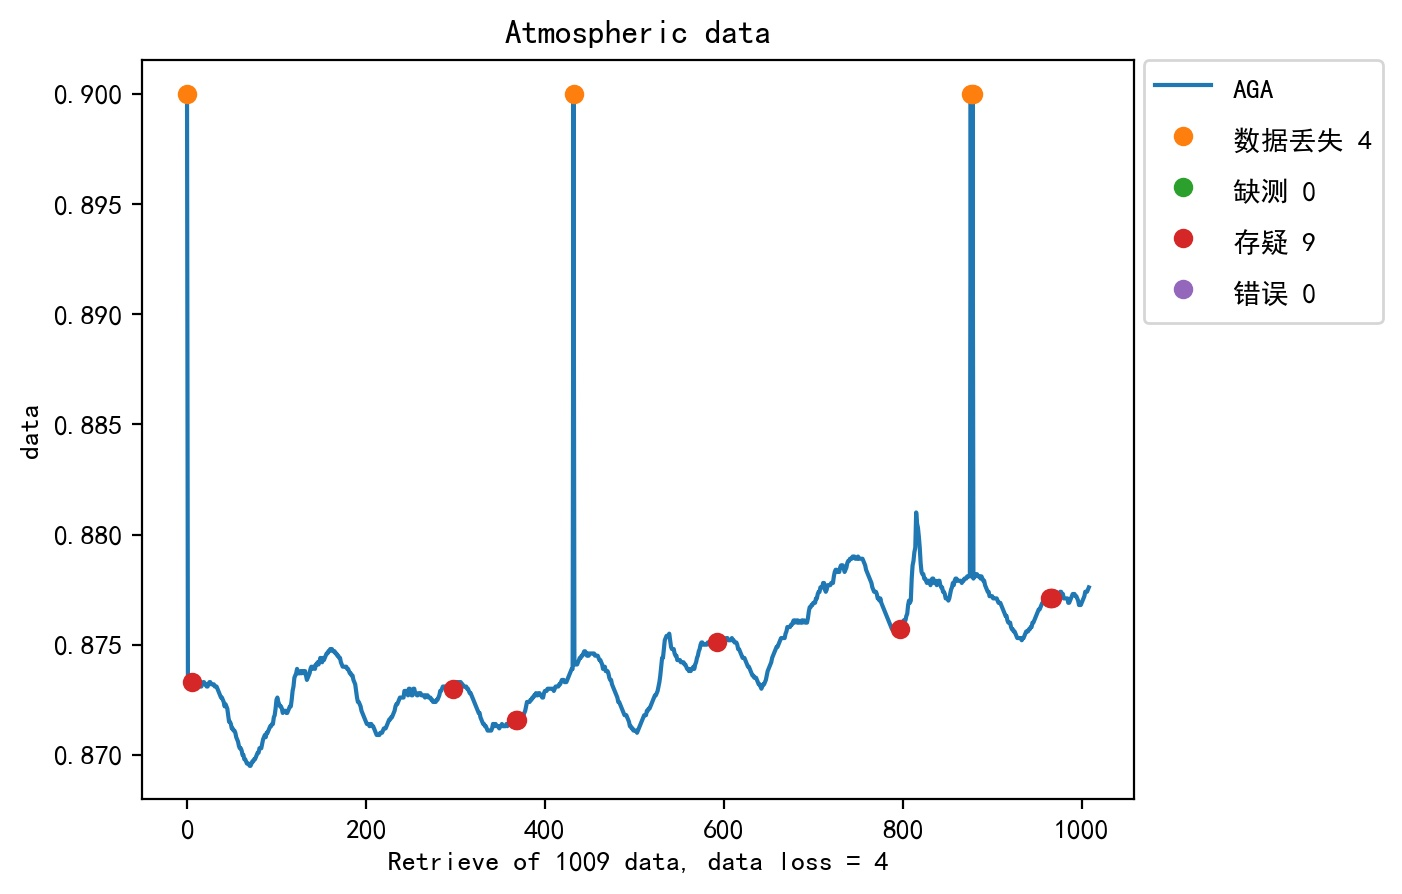 Atmospheric data
AGA
数据丢失 4
缺测 0
存疑 9
错误 0
data
0.900
0.895
0.890
0.885
0.880
0.875
0.870
0 200 400 600 800 1000
Retrieve of 1009 data, data loss = 4